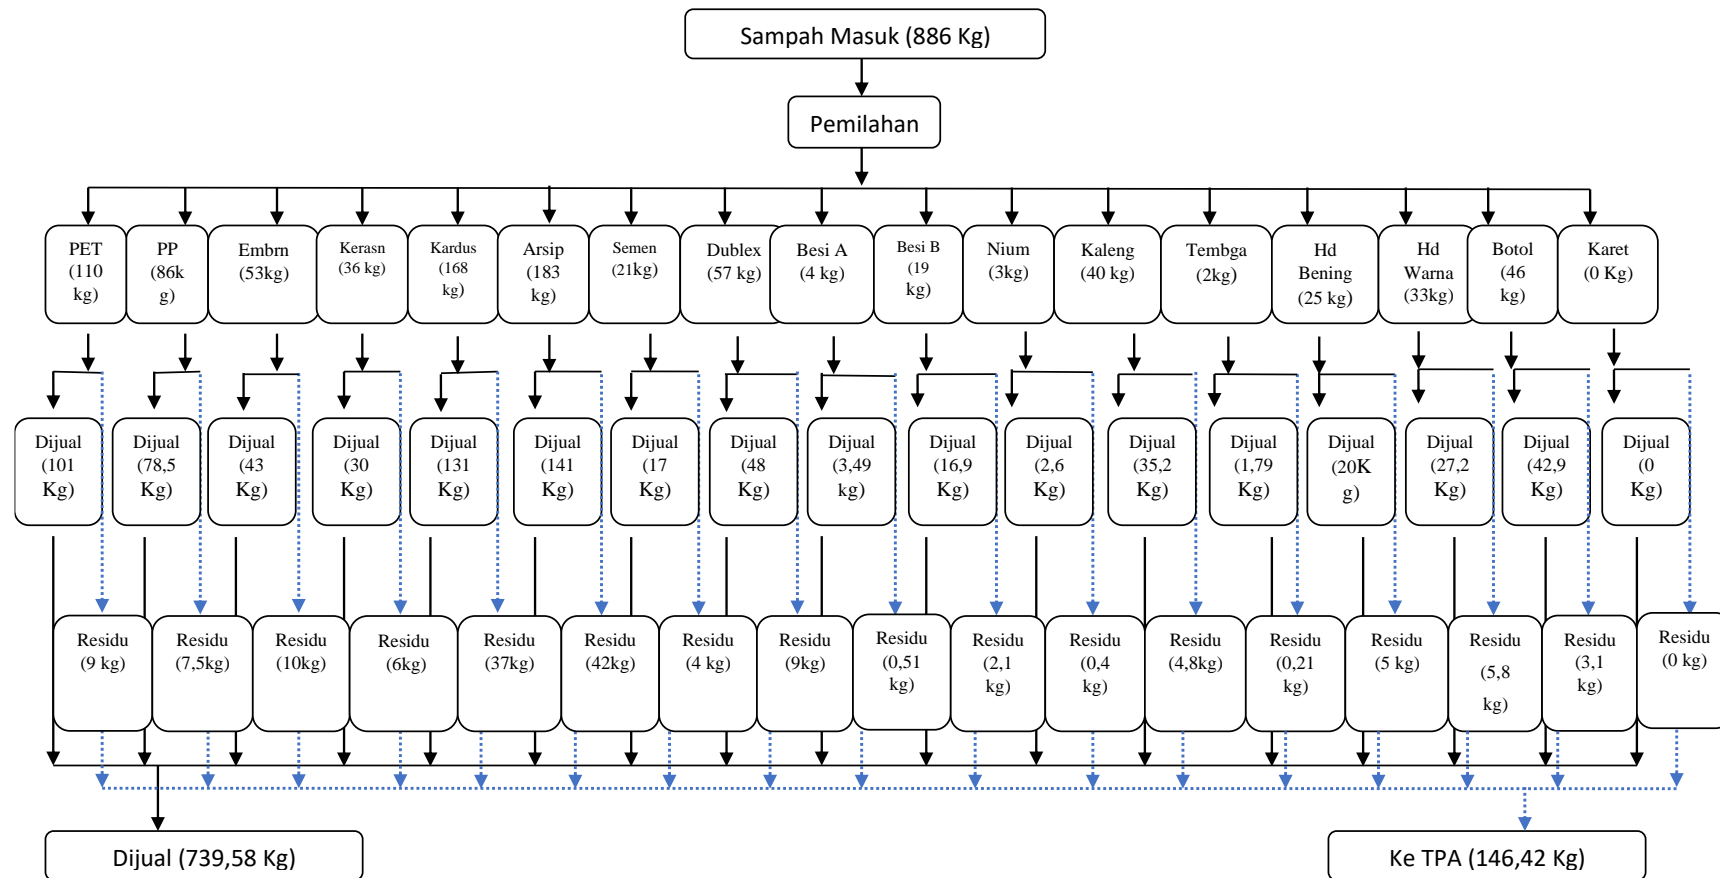 Sampah Masuk (886 Kg)
Pemilahan
PET
(110
kg)
PP
(86k
g)
Embrn
(53kg)
Kerasn
(36 kg)
Kardus
(168
kg)
Arsip
(183
kg)
Semen
(21kg)
Dublex
(57 kg)
Besi A
(4 kg)
Besi B
(19
kg)
Nium
(3kg)
Kaleng
(40 kg)
Tembga
(2kg)
Hd
Bening
(25 kg)
Hd
Warna
(33kg)
Botol
(46
kg)
Karet
(0 Kg)
Dijual
(101
Kg)
Dijual
(78,5
Kg)
Dijual
(43
Kg)
Dijual
(30
Kg)
Dijual
(131
Kg)
Dijual
(141
Kg)
Dijual
(17
Kg)
Dijual
(48
Kg)
Dijual
(3,49
kg)
Dijual
(16,9
Kg)
Dijual
(2,6
Kg)
Dijual
(35,2
Kg)
Dijual
(1,79
Kg)
Dijual
(20K
g)
Dijual
(27,2
Kg)
Dijual
(42,9
Kg)
Dijual
(0
Kg)
Residu
(9 kg)
Residu
(7,5kg)
Residu
(10kg)
Residu
(6kg)
Residu
(37kg)
Residu
(42kg)
Residu
(4 kg)
Residu
(9kg)
Residu
(0,51
kg)
Residu
(2,1
kg)
Residu
(0,4
kg)
Residu
(4,8kg)
Residu
(0,21
kg)
Residu
(5 kg)
Residu
(5,8
kg)
Residu
(3,1
kg)
Residu
(0 kg)
Dijual (739,58 Kg)
Ke TPA (146,42 Kg)